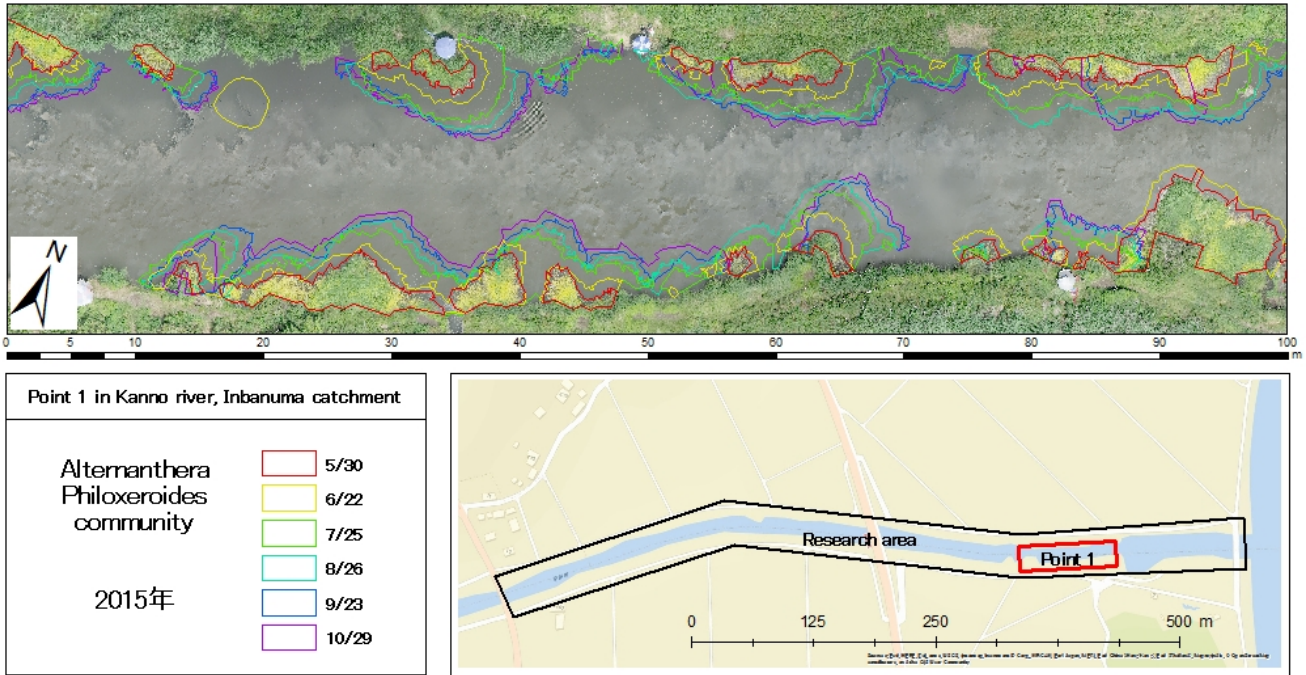 N
0 5 10 20 30 40 50 60 70 80 90 100
m
Point 1 in Kanno river, Inbanuma catchment
Alternanthera
Philoxeroides
community
2015年
5/30
6/22
7/25
8/26
9/23
10/29
Research area
Point 1
0 125 250 500 m